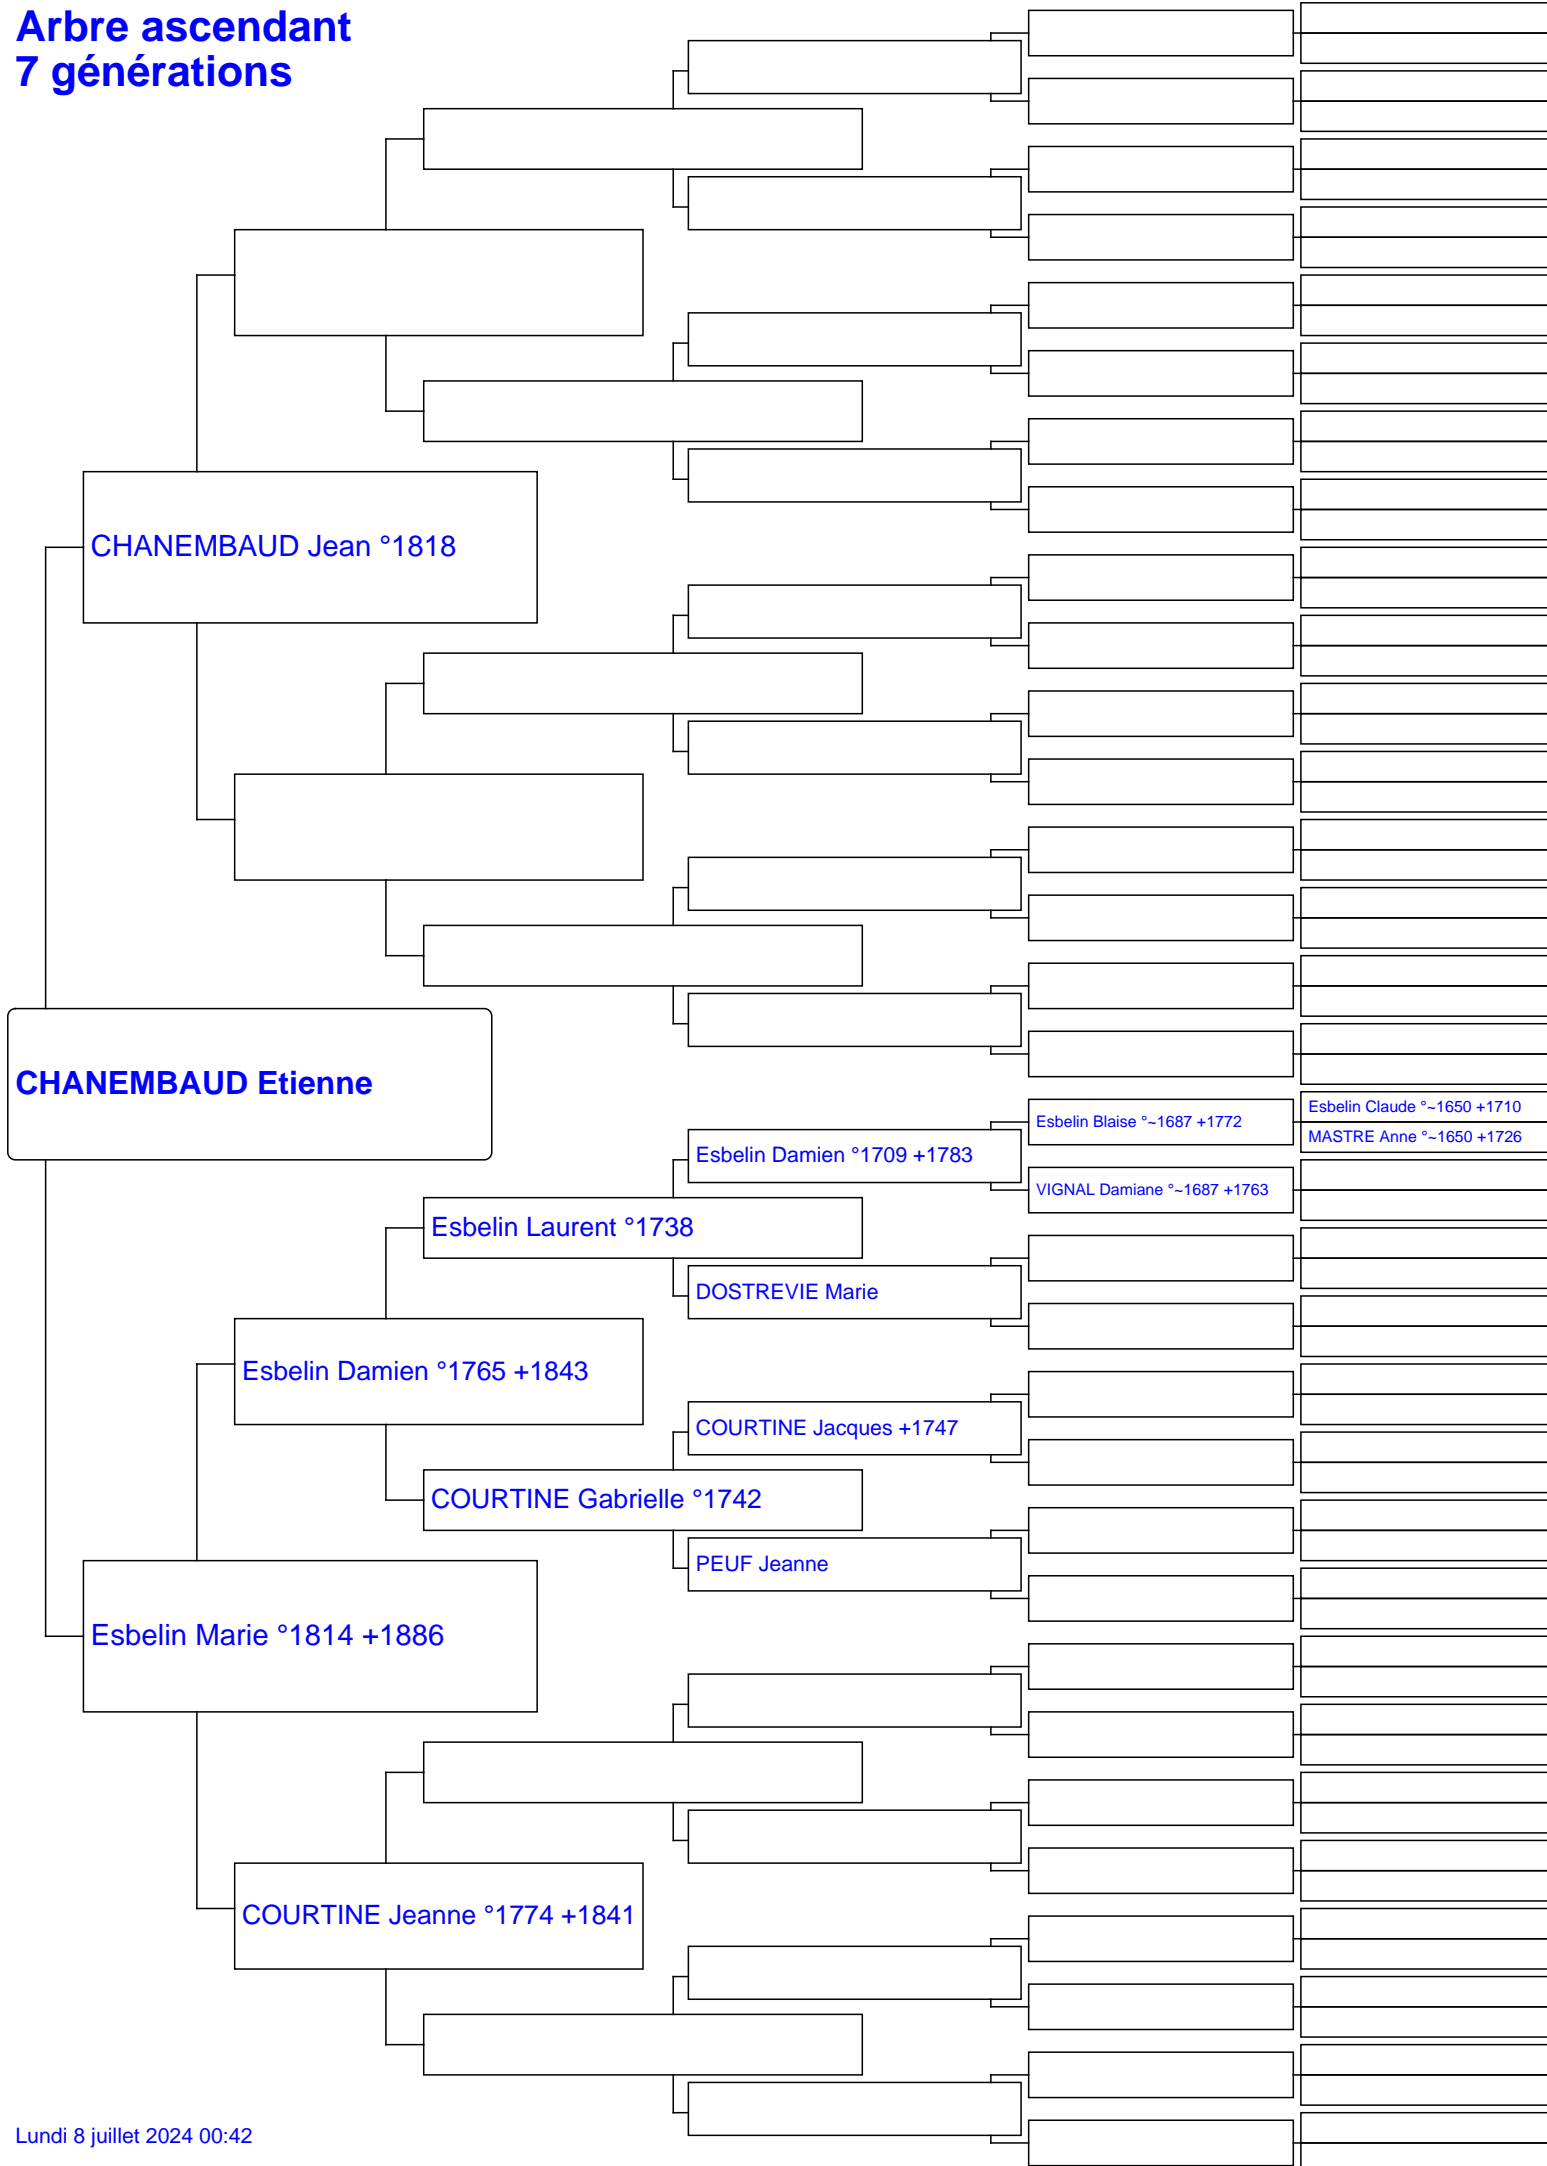 Arbre ascendant
7 générations
CHANEMBAUD Jean °1818
CHANEMBAUD Etienne
Esbelin Claude °~1650 +1710
Esbelin Blaise °~1687 +1772
MASTRE Anne °~1650 +1726
Esbelin Damien °1709 +1783
VIGNAL Damiane °~1687 +1763
Esbelin Laurent °1738
DOSTREVIE Marie
Esbelin Damien °1765 +1843
COURTINE Jacques +1747
COURTINE Gabrielle °1742
PEUF Jeanne
Esbelin Marie °1814 +1886
COURTINE Jeanne °1774 +1841
Lundi 8 juillet 2024 00:42